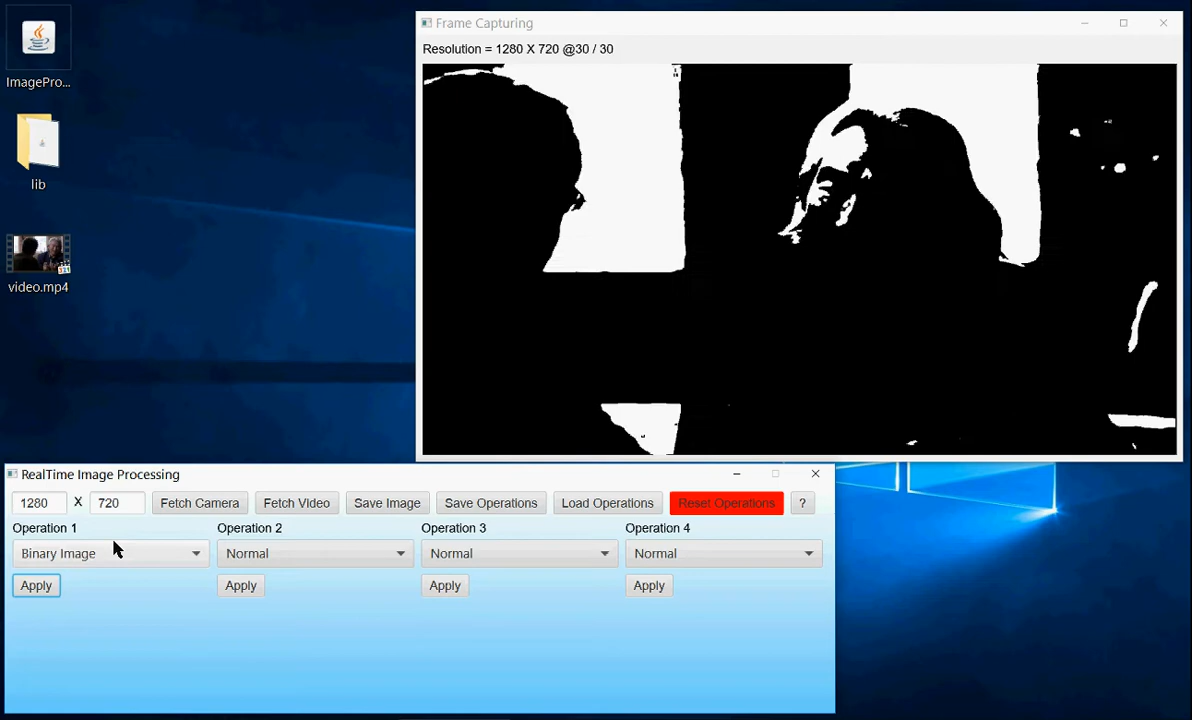 ImagePro...
lib
video.mp4
Frame Capturing
Resolution = 1280 X 720 @30 / 30
RealTime Image Processing
1280 X 720 Fetch Camera Fetch Video Save Image Save Operations Load Operations Reset Operations ?
Operation 1 Operation 2 Operation 3 Operation 4
Binary Image Normal Normal Normal
Apply Apply Apply Apply